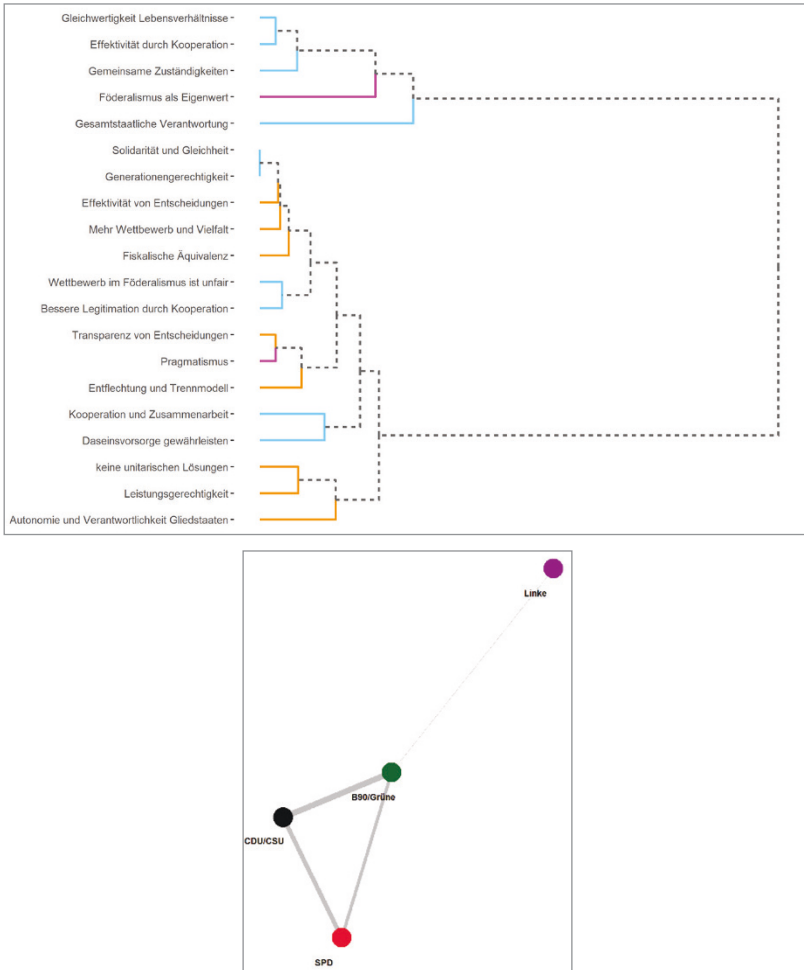 Gleichwertigkeit Lebensverhältnisse
Effektivität durch Kooperation
Gemeinsame Zuständigkeiten
Föderalismus als Eigenwert
Gesamtstaatliche Verantwortung
Solidarität und Gleichheit
Generationengerechtigkeit
Effektivität von Entscheidungen
Mehr Wettbewerb und Vielfalt
Fiskalische Äquivalenz
Wettbewerb im Föderalismus ist unfair
Bessere Legitimation durch Kooperation
Transparenz von Entscheidungen
Pragmatismus
Entflechtung und Trennmodell
Kooperation und Zusammenarbeit
Daseinsvorsorge gewährleisten
keine unitarischen Lösungen
Leistungsgerechtigkeit
Autonomie und Verantwortlichkeit Gliedstaaten
Linke
B90/Grüne
CDU/CSU
SPD